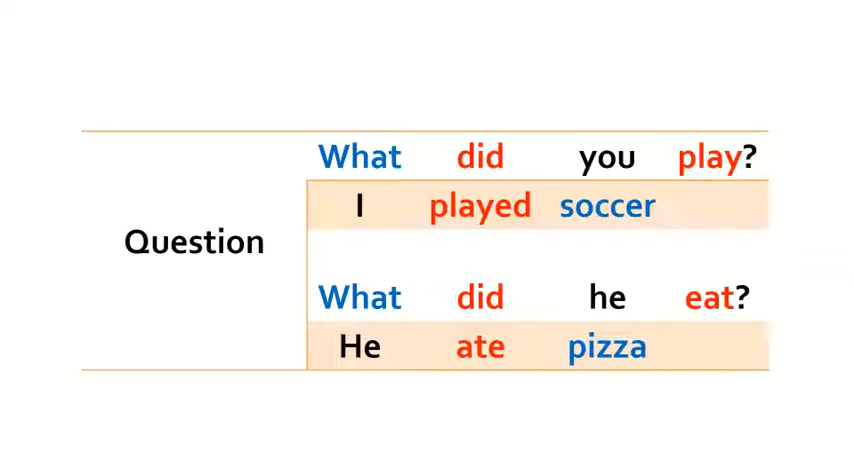 What did you play?
I played soccer
Question
What did he eat?
He ate pizza